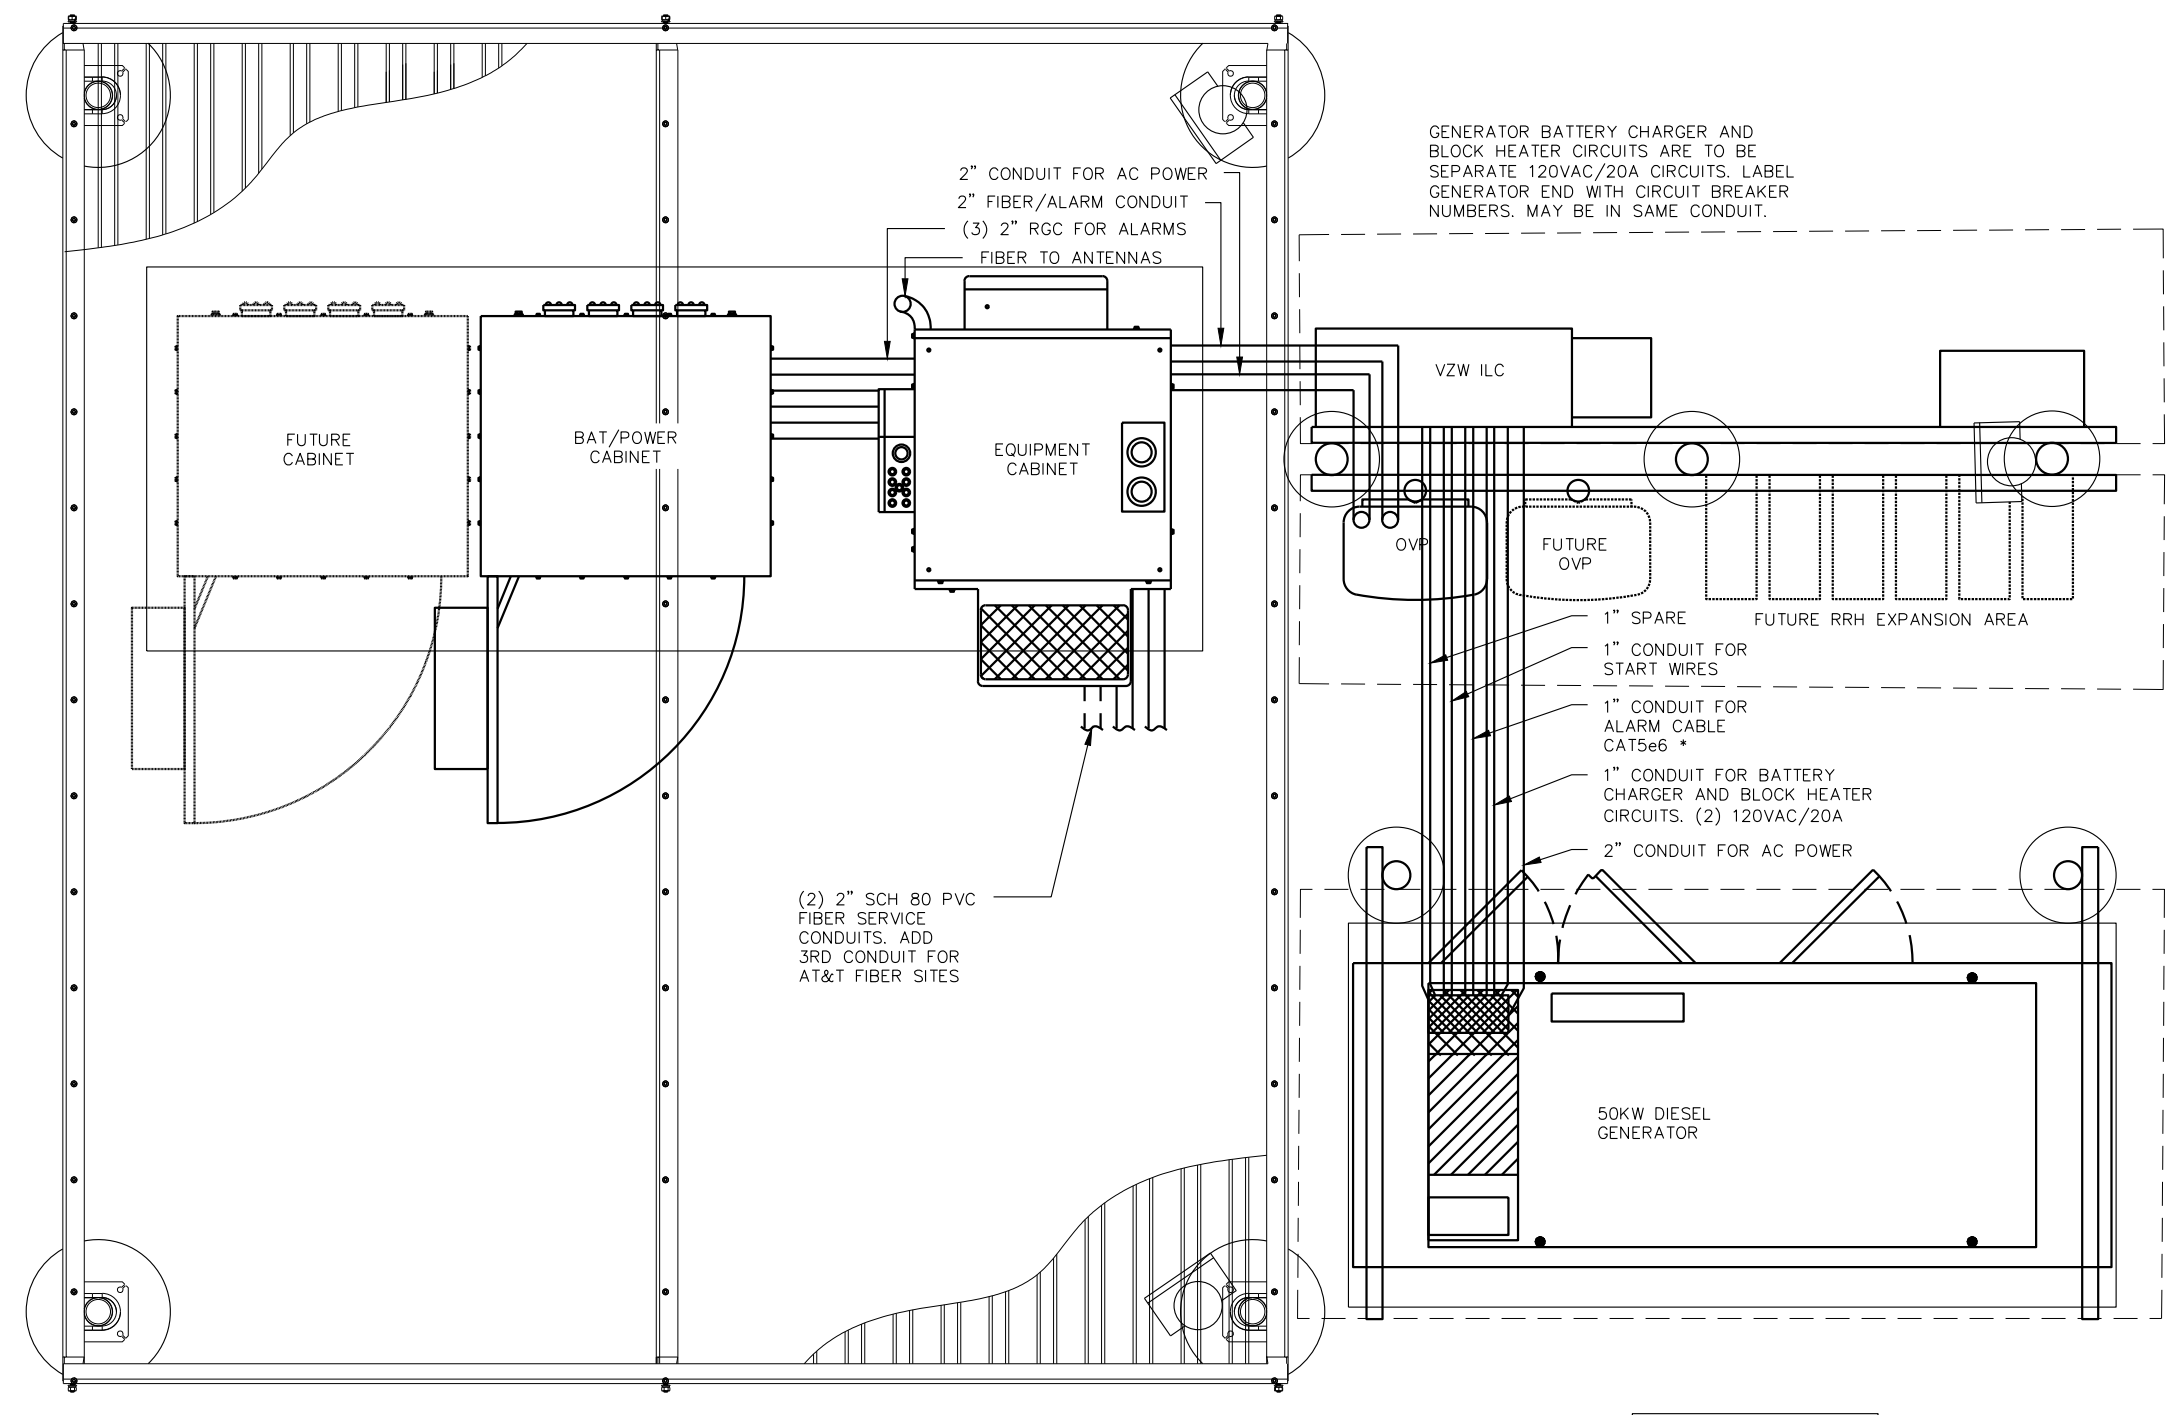 GENERATOR BATTERY CHARGER AND
BLOCK HEATER CIRCUITS ARE TO BE
SEPARATE 120VAC/20A CIRCUITS. LABEL
GENERATOR END WITH CIRCUIT BREAKER
NUMBERS. MAY BE IN SAME CONDUIT.
2" CONDUIT FOR AC POWER
2" FIBER/ALARM CONDUIT
(3) 2" RGC FOR ALARMS
FIBER TO ANTENNAS
VZW ILC
FUTURE
CABINET
BAT/POWER
CABINET
EQUIPMENT
CABINET
OVP
FUTURE
OVP
FUTURE RRH EXPANSION AREA
1" SPARE
1" CONDUIT FOR
START WIRES
1" CONDUIT FOR
ALARM CABLE
CAT5e6 *
1" CONDUIT FOR BATTERY
CHARGER AND BLOCK HEATER
CIRCUITS. (2) 120VAC/20A
2" CONDUIT FOR AC POWER
(2) 2" SCH 80 PVC
FIBER SERVICE
CONDUITS. ADD
3RD CONDUIT FOR
AT&T FIBER SITES
50KW DIESEL
GENERATOR